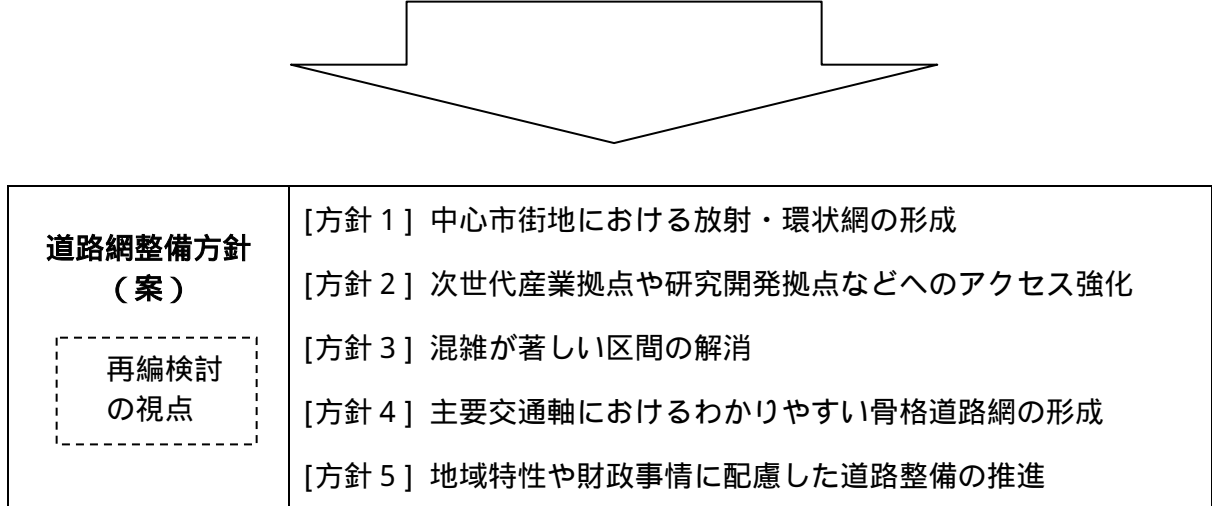 道路網整備方針
（案）
再編検討
の視点
[方針１] 中心市街地における放射・環状網の形成
[方針２] 次世代産業拠点や研究開発拠点などへのアクセス強化
[方針３] 混雑が著しい区間の解消
[方針４] 主要交通軸におけるわかりやすい骨格道路網の形成
[方針５] 地域特性や財政事情に配慮した道路整備の推進